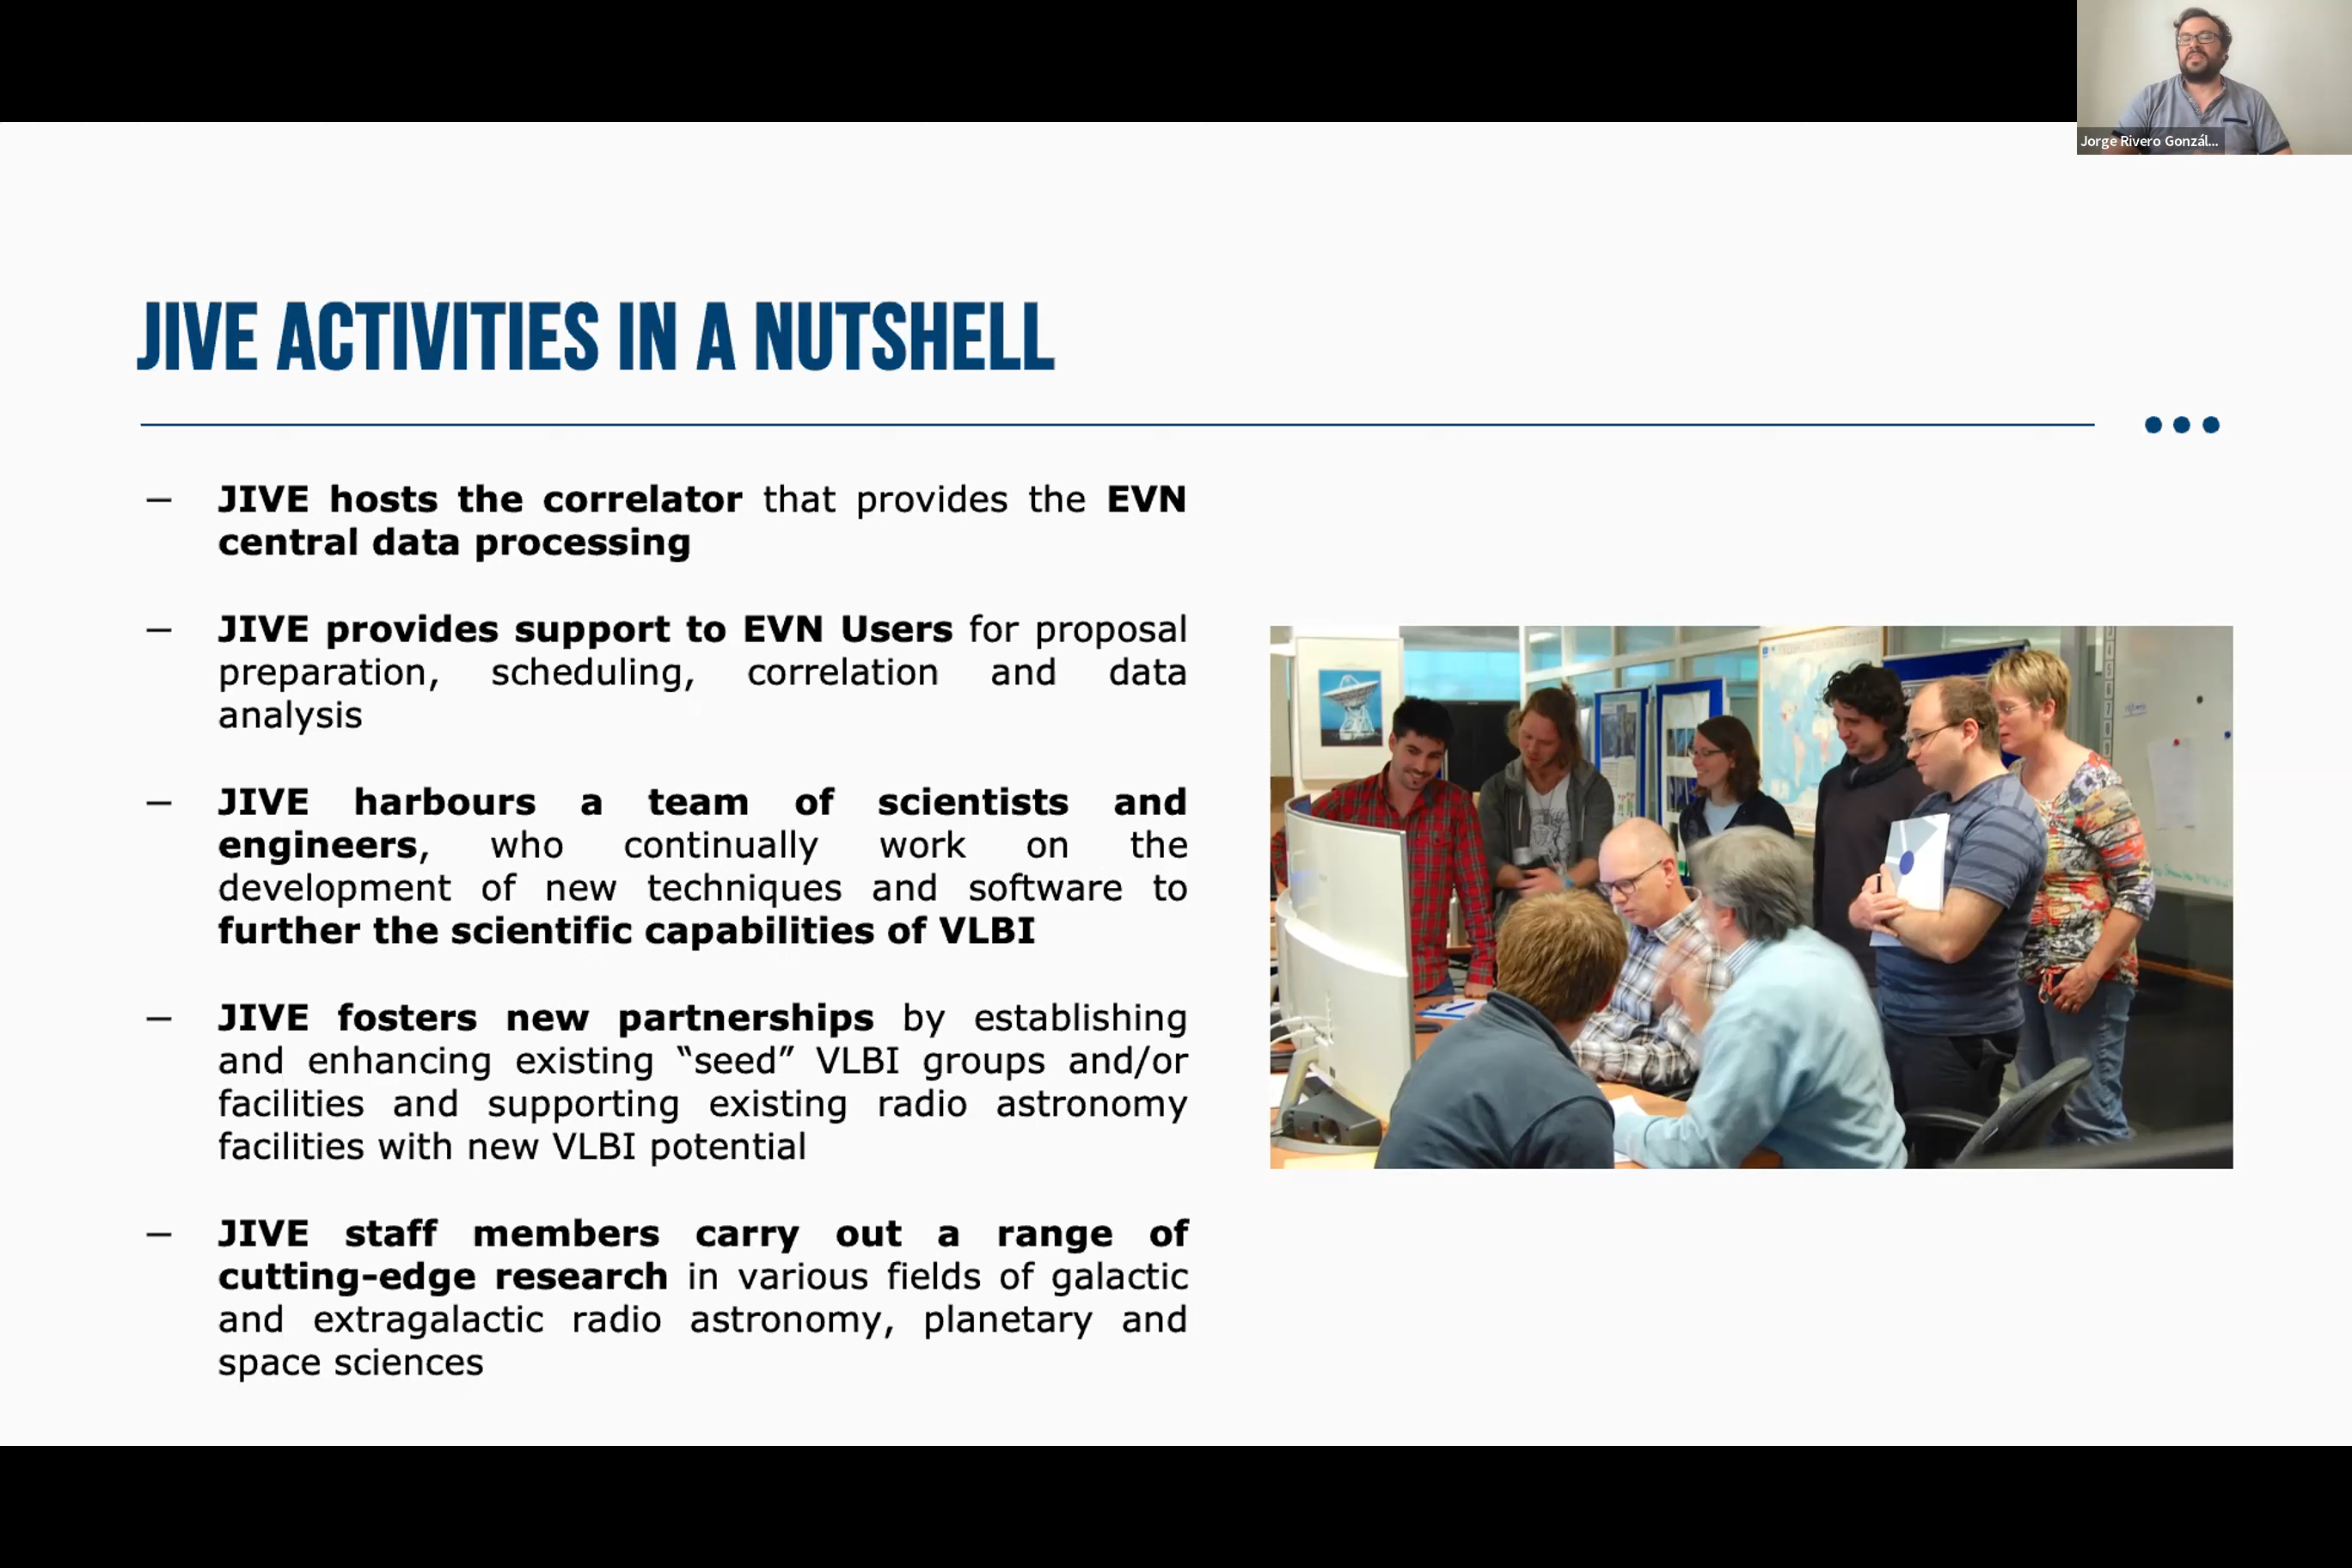 Jorge Rivero Gonzál...
JIVE ACTIVITIES IN A NUTSHELL
– JIVE hosts the correlator that provides the EVN
central data processing
– JIVE provides support to EVN Users for proposal
preparation, scheduling, correlation and data
analysis
– JIVE harbours a team of scientists and
engineers, who continually work on the
development of new techniques and software to
further the scientific capabilities of VLBI
– JIVE fosters new partnerships by establishing
and enhancing existing “seed” VLBI groups and/or
facilities and supporting existing radio astronomy
facilities with new VLBI potential
– JIVE staff members carry out a range of
cutting-edge research in various fields of galactic
and extragalactic radio astronomy, planetary and
space sciences